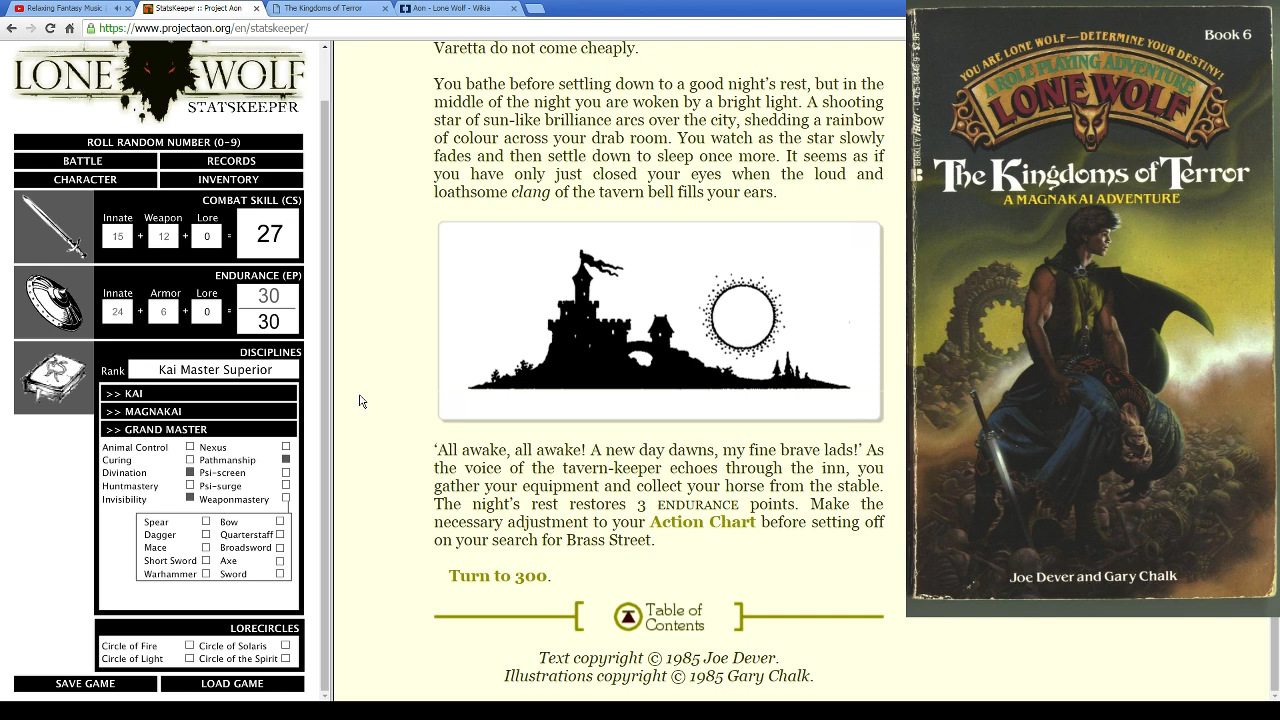 Relaxing Fantasy Music
StatsKeeper :: Project Aon
The Kingdoms of Terror
Aon - Lone Wolf - Wikia
https://www.projectaon.org/en/statskeeper/
LONE WOLF
STATSKEEPER
ROLL RANDOM NUMBER (0-9)
BATTLE RECORDS
CHARACTER INVENTORY
COMBAT SKILL (CS)
Innate Weapon Lore
15 + 12 + 0 = 27
ENDURANCE (EP)
Innate Armor Lore 30
24 + 6 + 0 = 30
DISCIPLINES
Rank Kai Master Superior
>> KAI
>> MAGNAKAI
>> GRAND MASTER
Animal Control Nexus
Curing Pathmanship
Divination Psi-screen
Huntmastery Psi-surge
Invisibility Weaponmastery
Spear Bow
Dagger Quarterstaff
Mace Broadsword
Short Sword Axe
Warhammer Sword
LORECIRCLES
Circle of Fire Circle of Solaris
Circle of Light Circle of the Spirit
SAVE GAME LOAD GAME
Varetta do not come cheaply.
You bathe before settling down to a good night’s rest, but in the
middle of the night you are woken by a bright light. A shooting
star of sun-like brilliance arcs over the city, shedding a rainbow
of colour across your drab room. You watch as the star slowly
fades and then settle down to sleep once more. It seems as if
you have only just closed your eyes when the loud and
loathsome clang of the tavern bell fills your ears.
‘All awake, all awake! A new day dawns, my fine brave lads!’ As
the voice of the tavern-keeper echoes through the inn, you
gather your equipment and collect your horse from the stable.
The night’s rest restores 3 ENDURANCE points. Make the
necessary adjustment to your Action Chart before setting off
on your search for Brass Street.
Turn to 300.
Table of
Contents
Text copyright © 1985 Joe Dever.
Illustrations copyright © 1985 Gary Chalk.
Book 6
YOU ARE LONE WOLF—DETERMINE YOUR DESTINY!
A ROLE PLAYING ADVENTURE
LONE WOLF
The Kingdoms of Terror
A MAGNAKAI ADVENTURE
Joe Dever and Gary Chalk